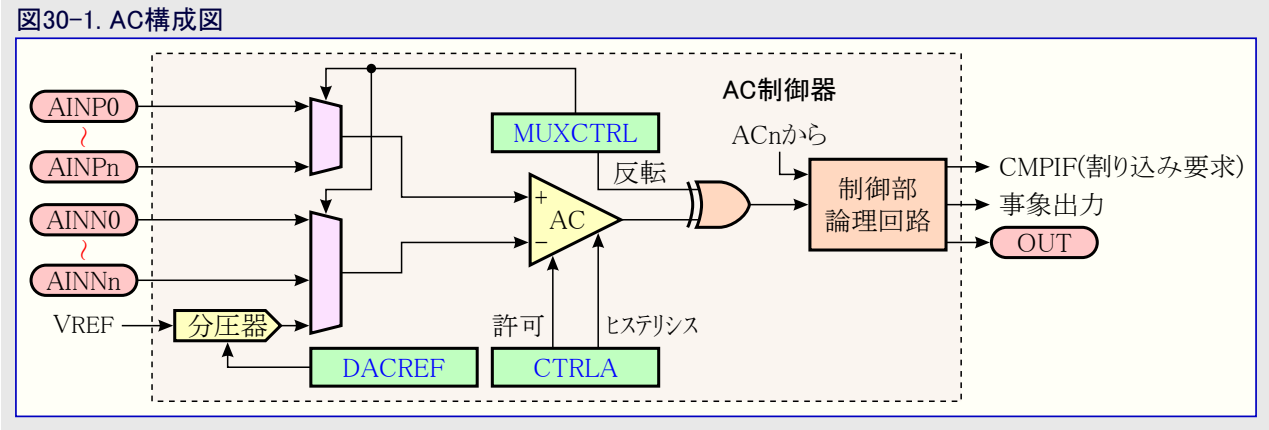 図30-1. AC構成図
AINP0
~
AINPn
AINN0
~
AINNn
VREF
分圧器
DACREF
MUXCTRL
反転
+
AC
−
許可
ヒステリシス
CTRLA
AC制御器
ACnから
制御部
論理回路
CMPIF(割り込み要求)
事象出力
OUT